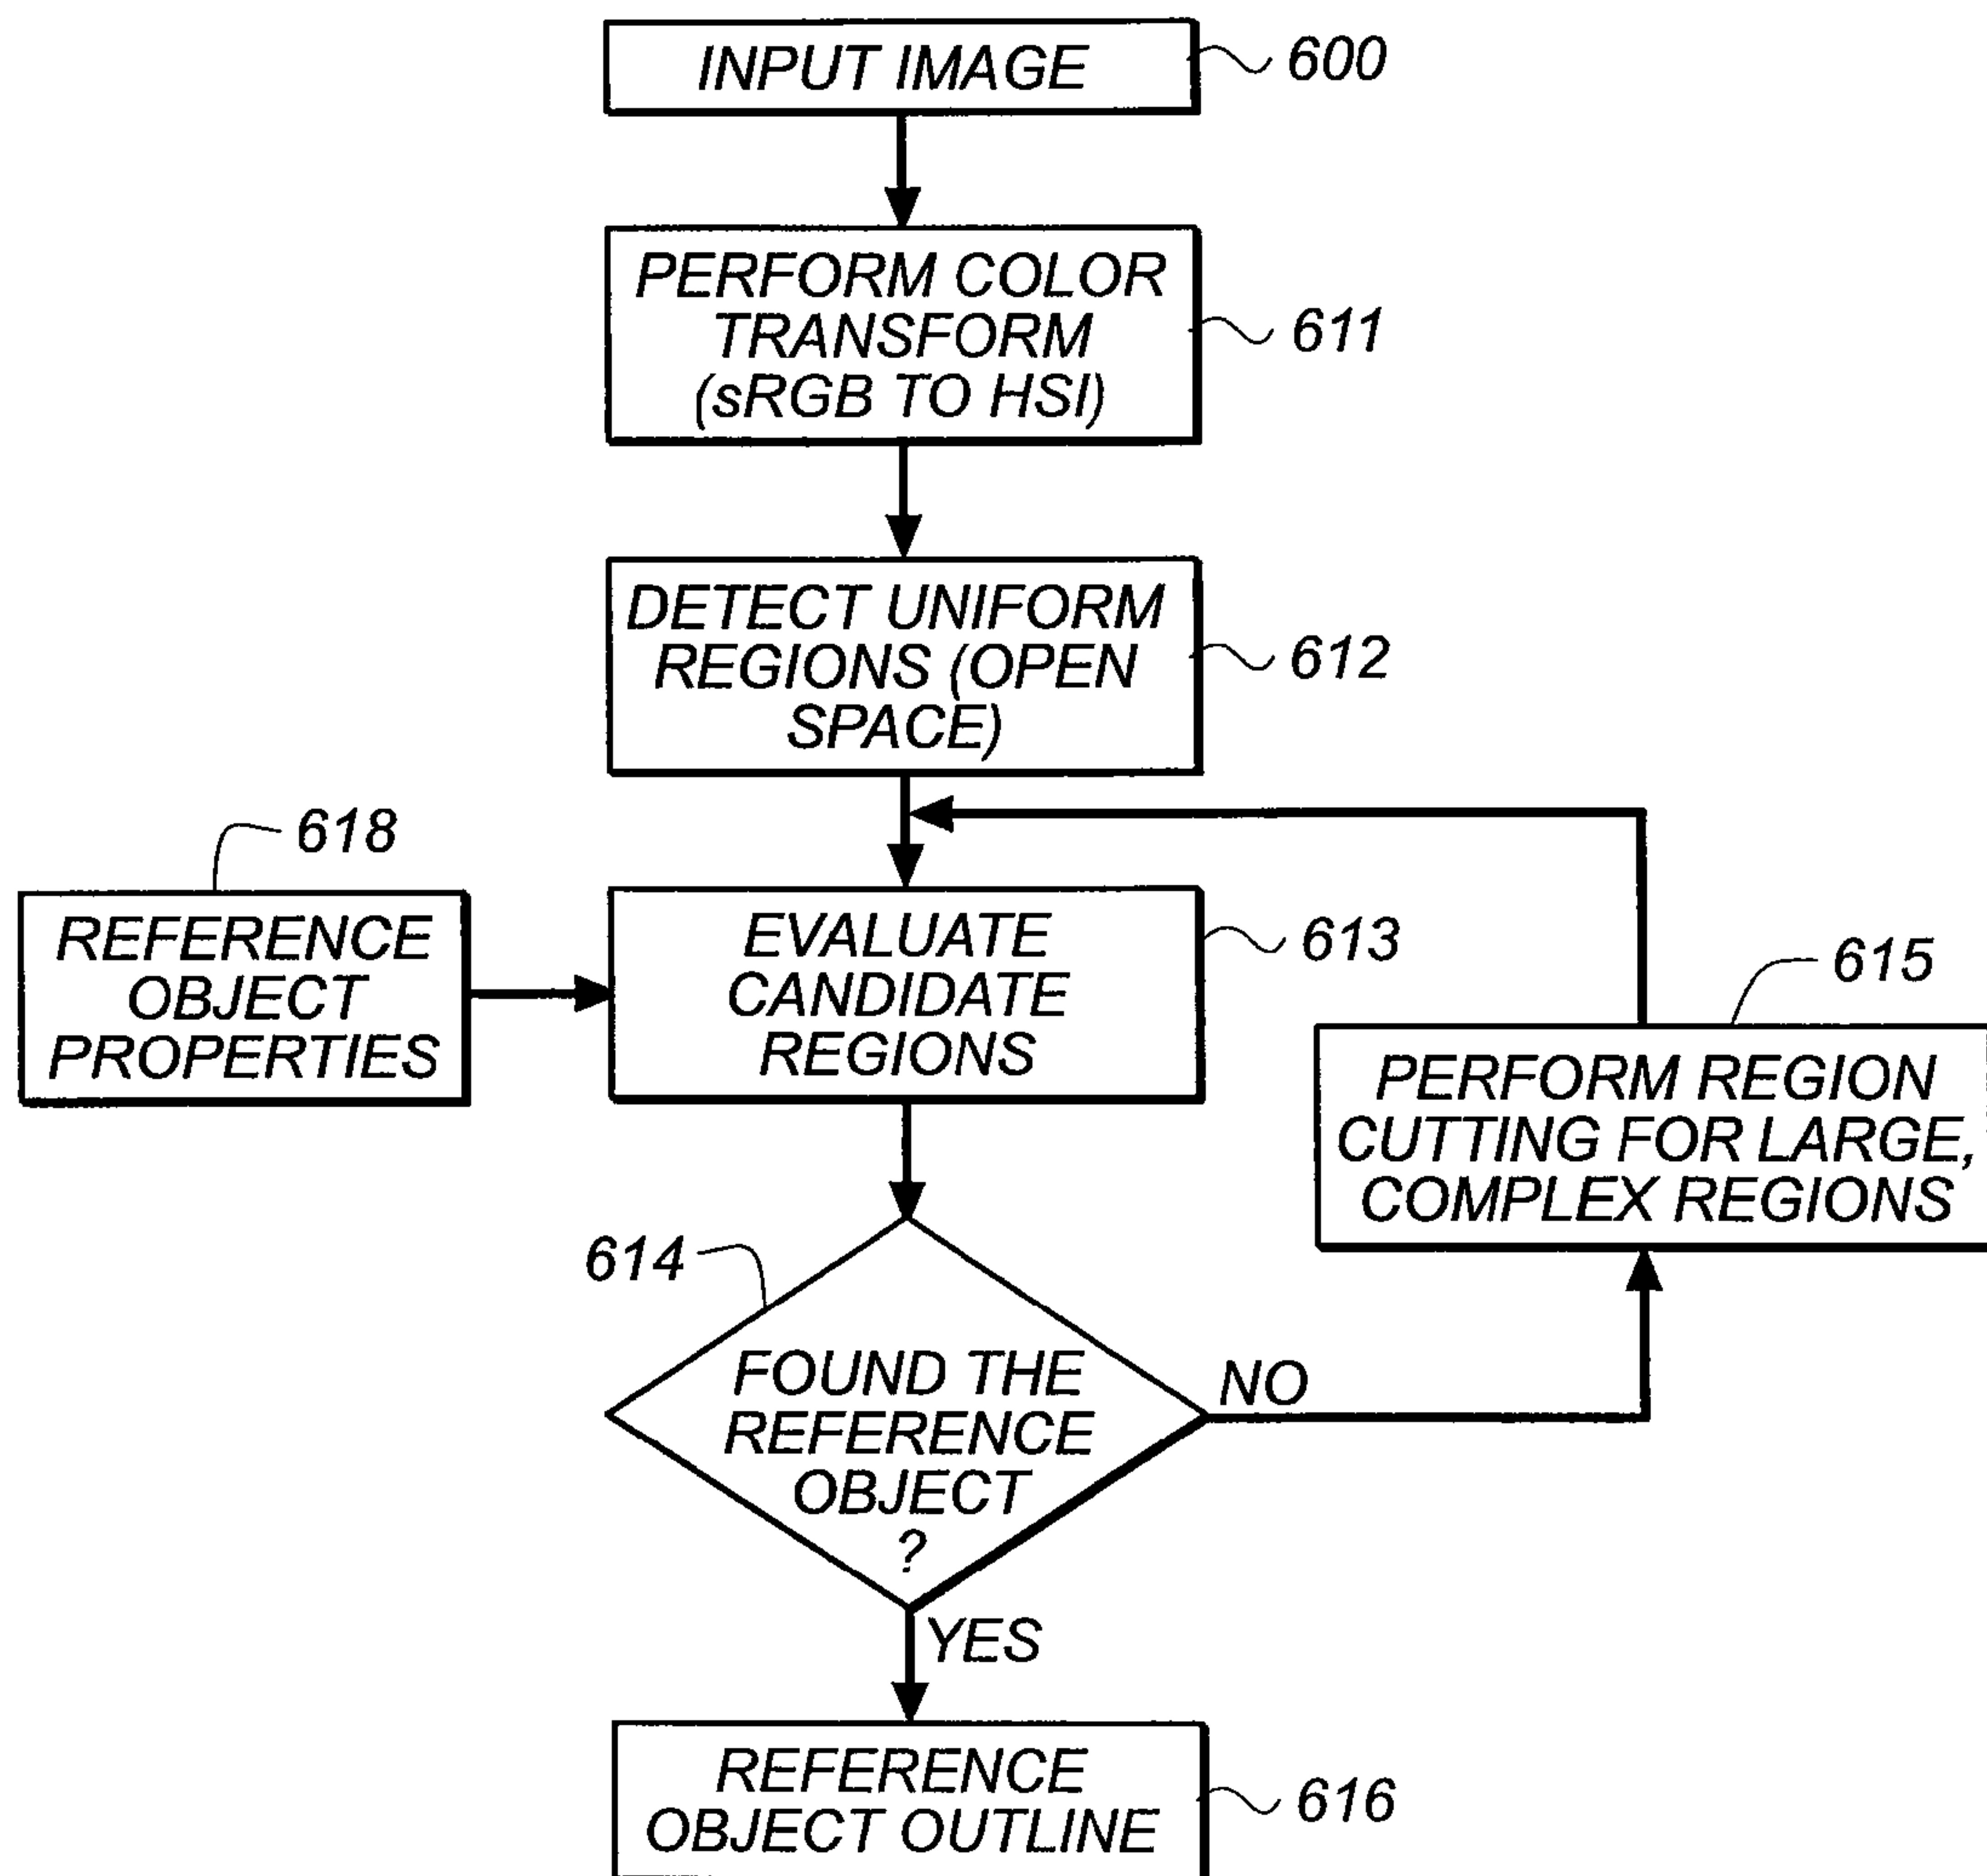 INPUT IMAGE
600
PERFORM COLOR
TRANSFORM
(sRGB TO HSI)
611
DETECT UNIFORM
REGIONS (OPEN
SPACE)
612
618
REFERENCE
OBJECT
PROPERTIES
EVALUATE
CANDIDATE
REGIONS
613
615
PERFORM REGION
CUTTING FOR LARGE,
COMPLEX REGIONS
614
FOUND THE
REFERENCE
OBJECT
?
NO
YES
REFERENCE
OBJECT OUTLINE
616